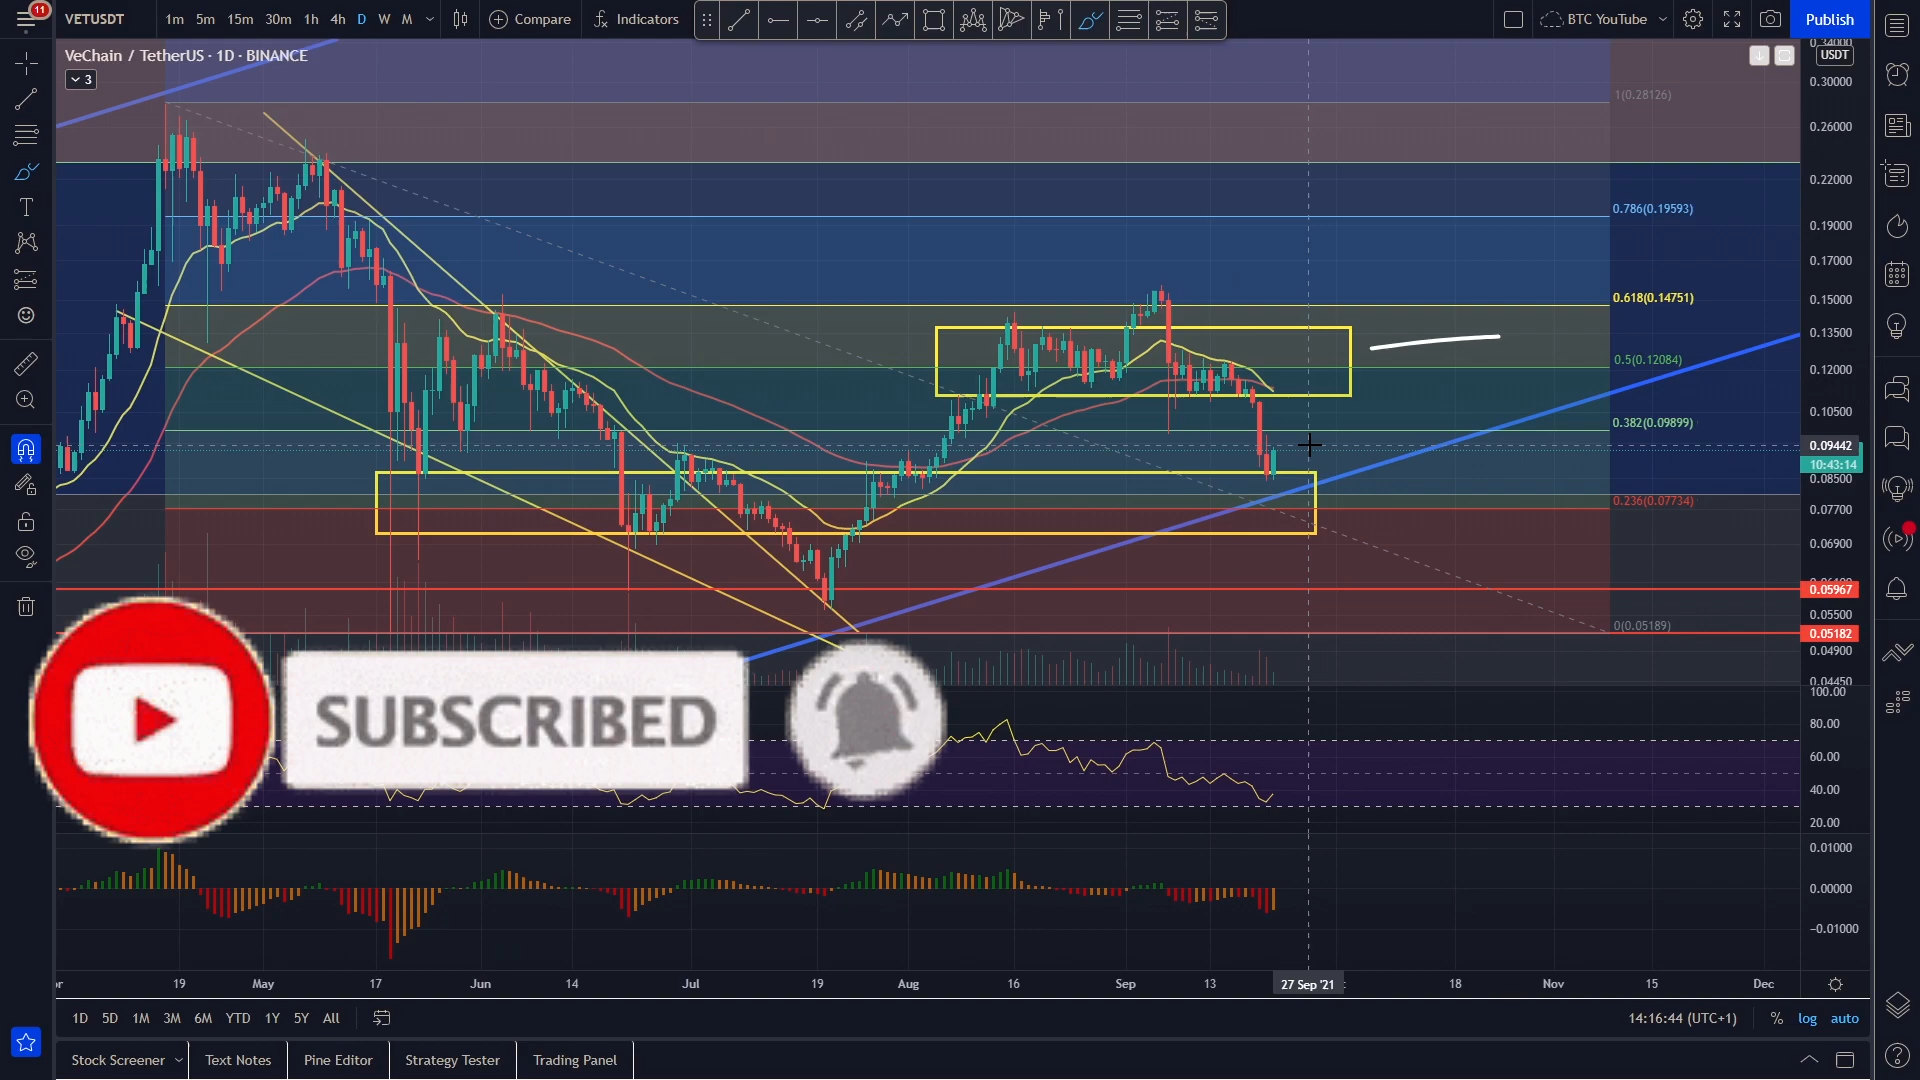 11
VETUSDT
1m 5m 15m 30m 1h 4h D W M
Compare
Indicators
BTC YouTube
Publish
VeChain / TetherUS · 1D · BINANCE
3
USDT
0.34000
0.30000
0.26000
0.22000
0.19000
0.17000
0.15000
0.13500
0.12000
0.10500
0.09442
10:43:14
0.08500
0.07700
0.06900
0.05967
0.05500
0.05182
0.04900
0.04450
1(0.28126)
0.786(0.19593)
0.618(0.14751)
0.5(0.12084)
0.382(0.09899)
0.236(0.07734)
0(0.05189)
SUBSCRIBED
100.00
80.00
60.00
40.00
20.00
0.01000
0.00000
−0.01000
19 May 17 Jun 14 Jul 19 Aug 16 Sep 13 27 Sep '21 18 Nov 15 Dec
1D 5D 1M 3M 6M YTD 1Y 5Y All
14:16:44 (UTC+1) % log auto
Stock Screener Text Notes Pine Editor Strategy Tester Trading Panel